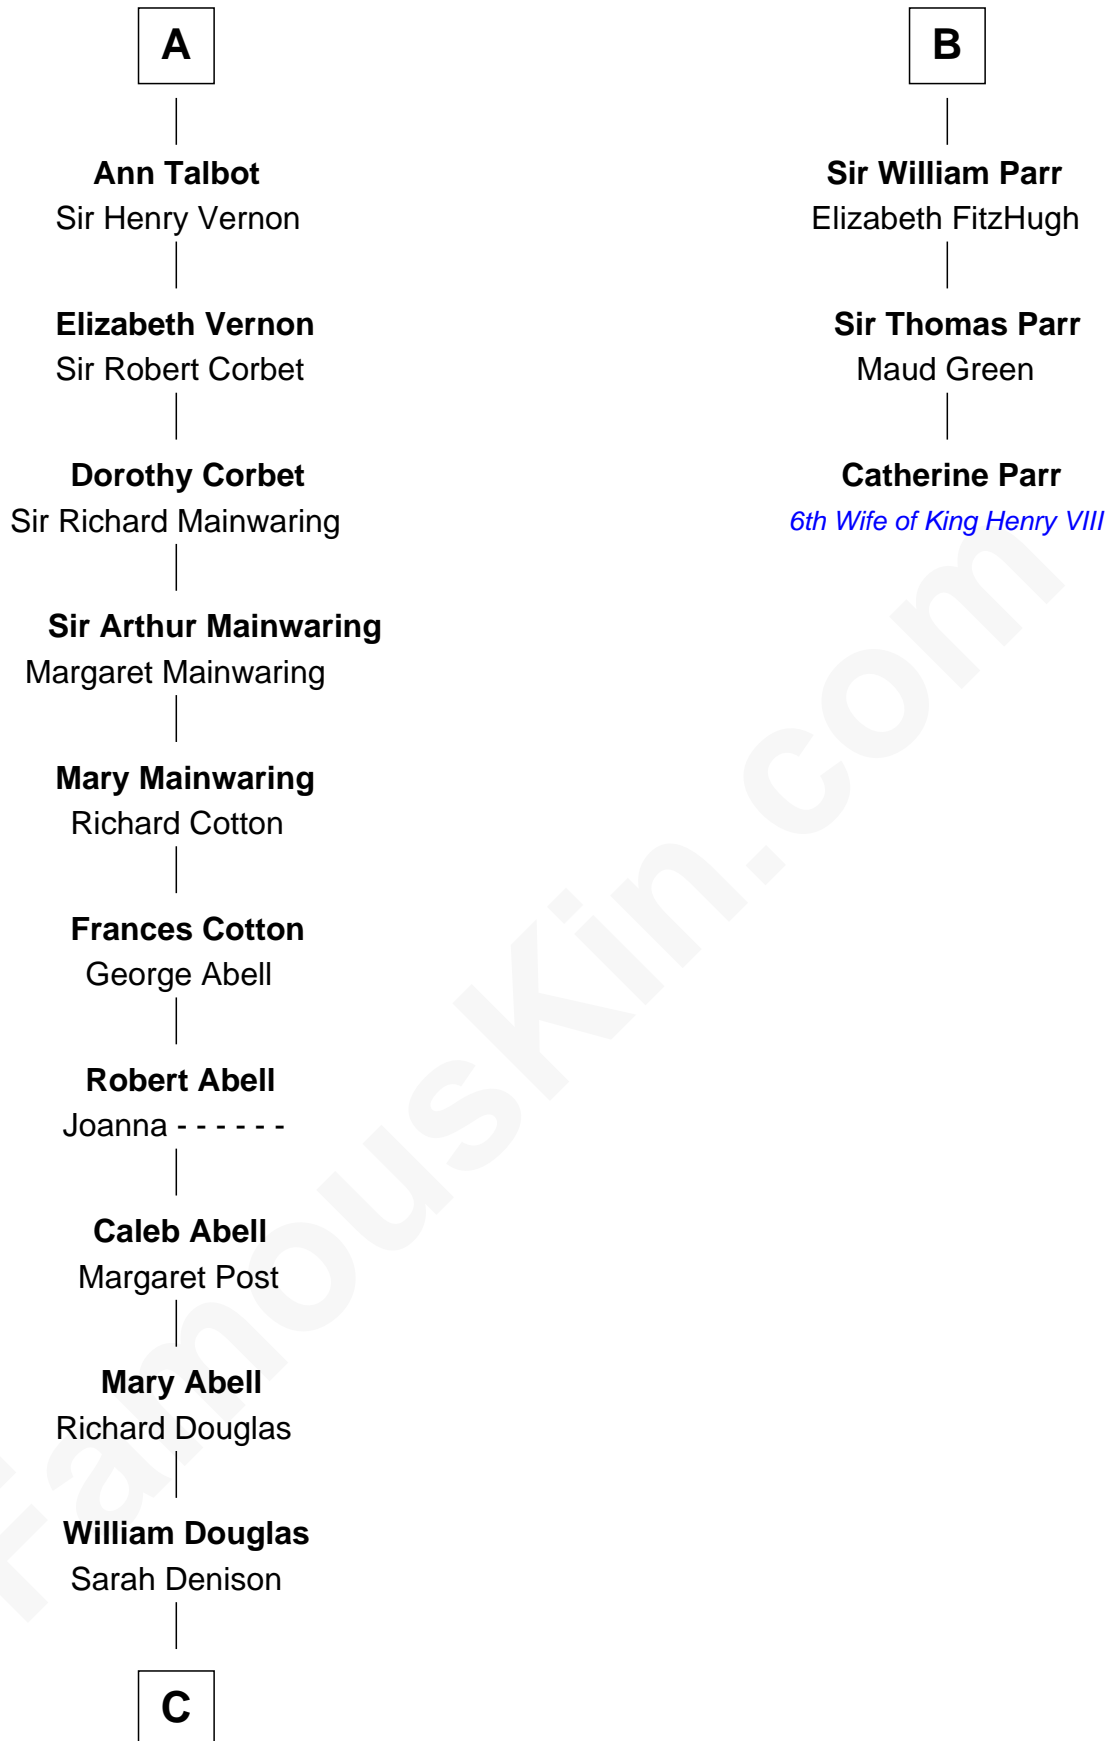 A
Ann Talbot
Sir Henry Vernon
Elizabeth Vernon
Sir Robert Corbet
Dorothy Corbet
Sir Richard Mainwaring
Sir Arthur Mainwaring
Margaret Mainwaring
Mary Mainwaring
Richard Cotton
Frances Cotton
George Abell
Robert Abell
Joanna - - - - - -
Caleb Abell
Margaret Post
Mary Abell
Richard Douglas
William Douglas
Sarah Denison
C
B
Sir William Parr
Elizabeth FitzHugh
Sir Thomas Parr
Maud Green
Catherine Parr
6th Wife of King Henry VIII
FamousKin.com